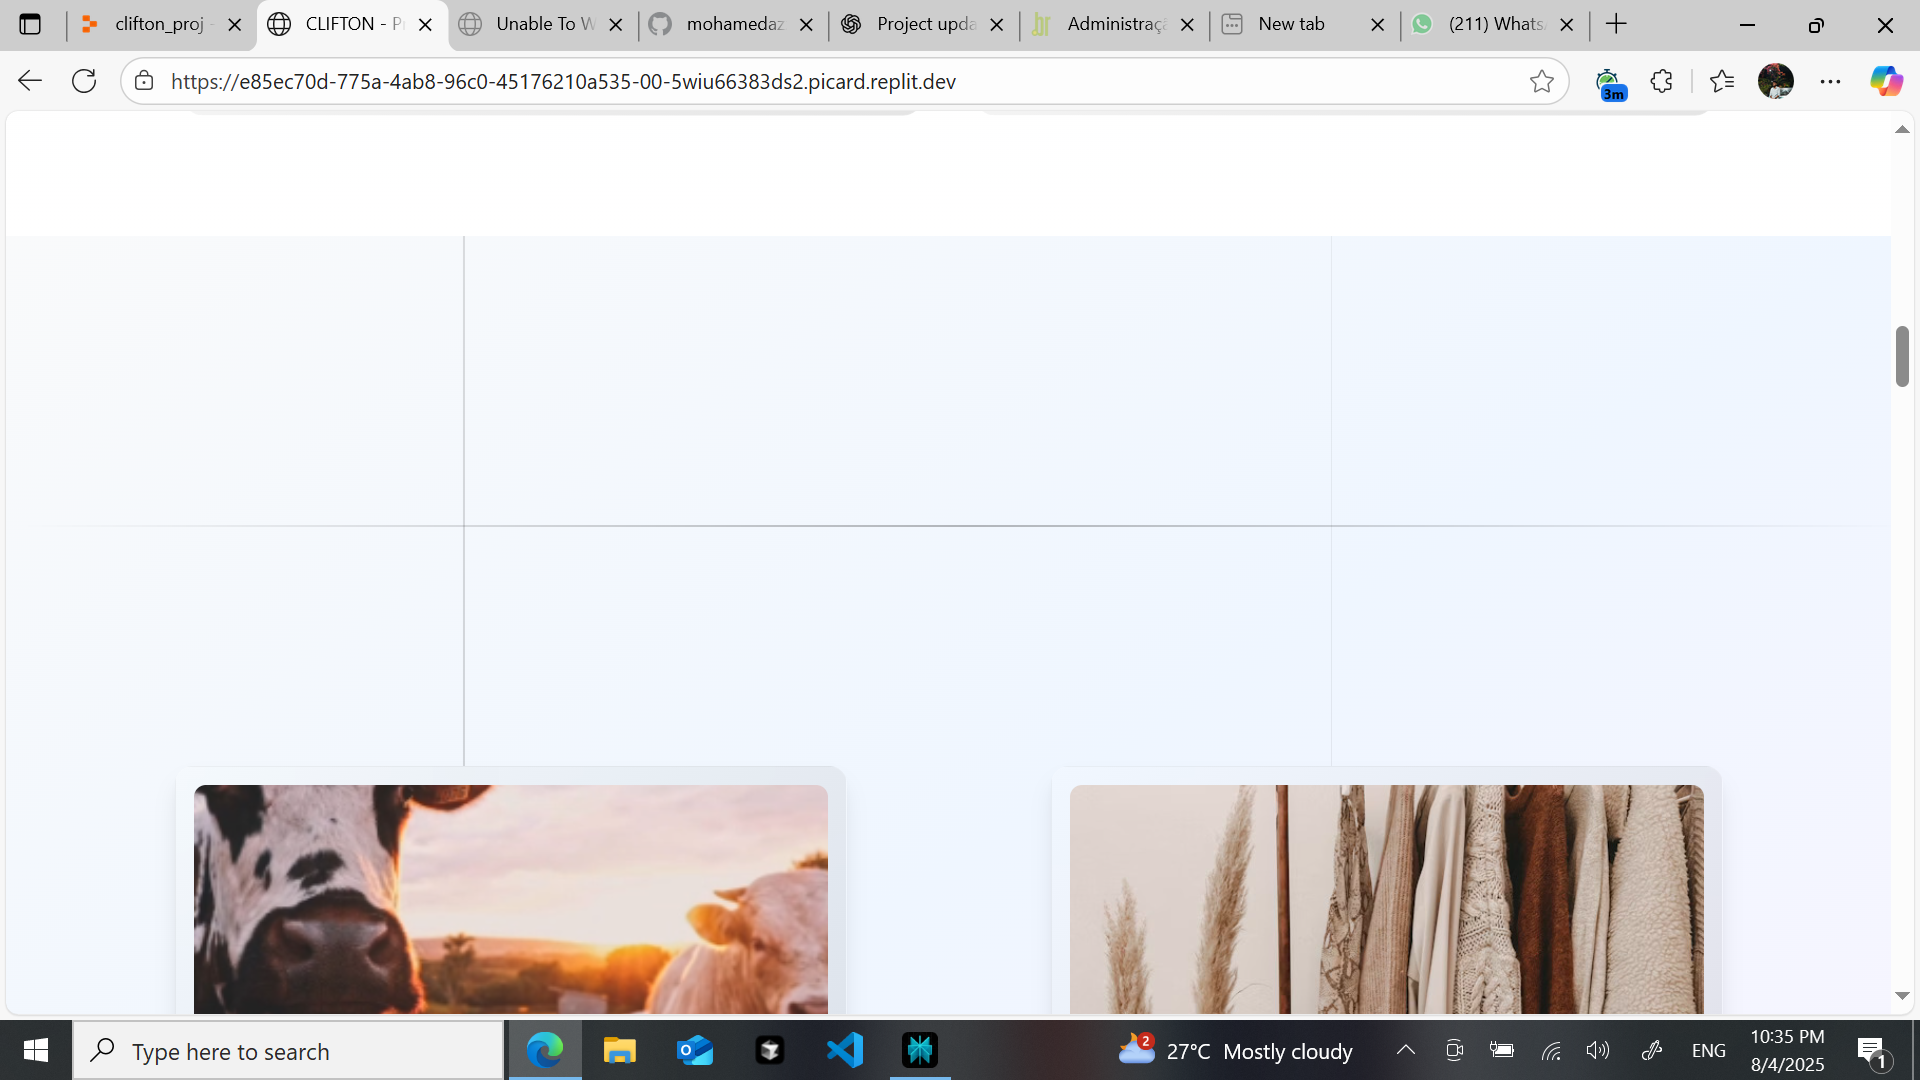 clifton_proj -
CLIFTON - P
Unable To W
mohamedaz
Project upda
Administraçã
New tab
(211) Whats
https://e85ec70d-775a-4ab8-96c0-45176210a535-00-5wiu66383ds2.picard.replit.dev
3m
Type here to search
2
27°C Mostly cloudy
ENG
10:35 PM
8/4/2025
1